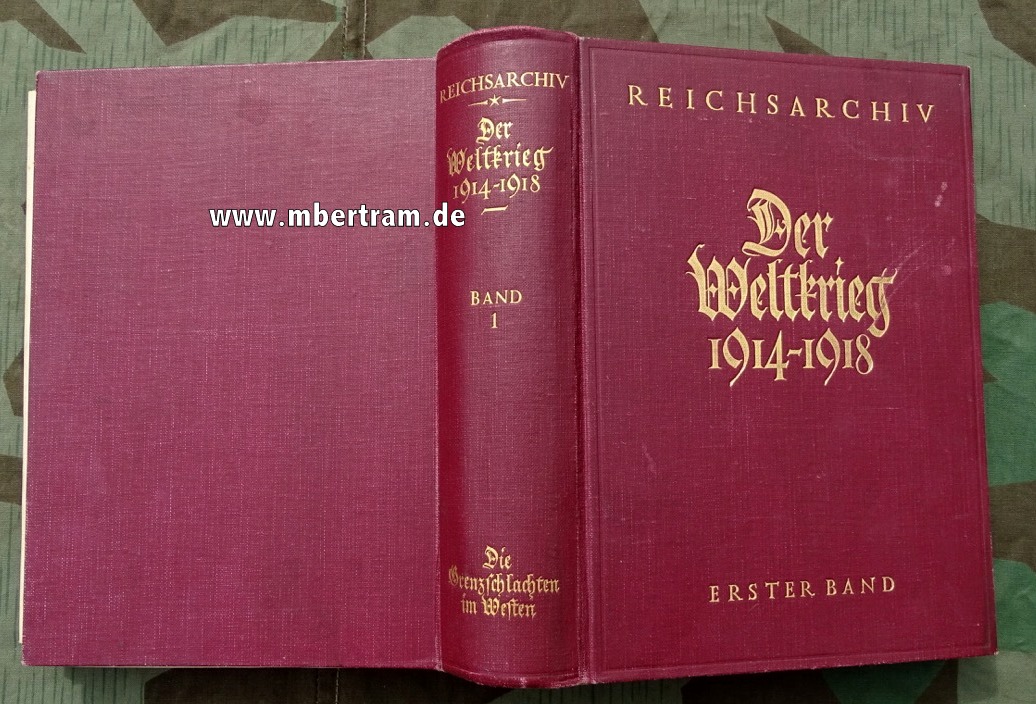 REICHSARCHIV
Der
Weltkrieg
1914-1918
BAND
1
Die
Grenzschlachten
im Westen
REICHSARCHIV
Der
Weltkrieg
1914-1918
ERSTER BAND
www.mbertram.de